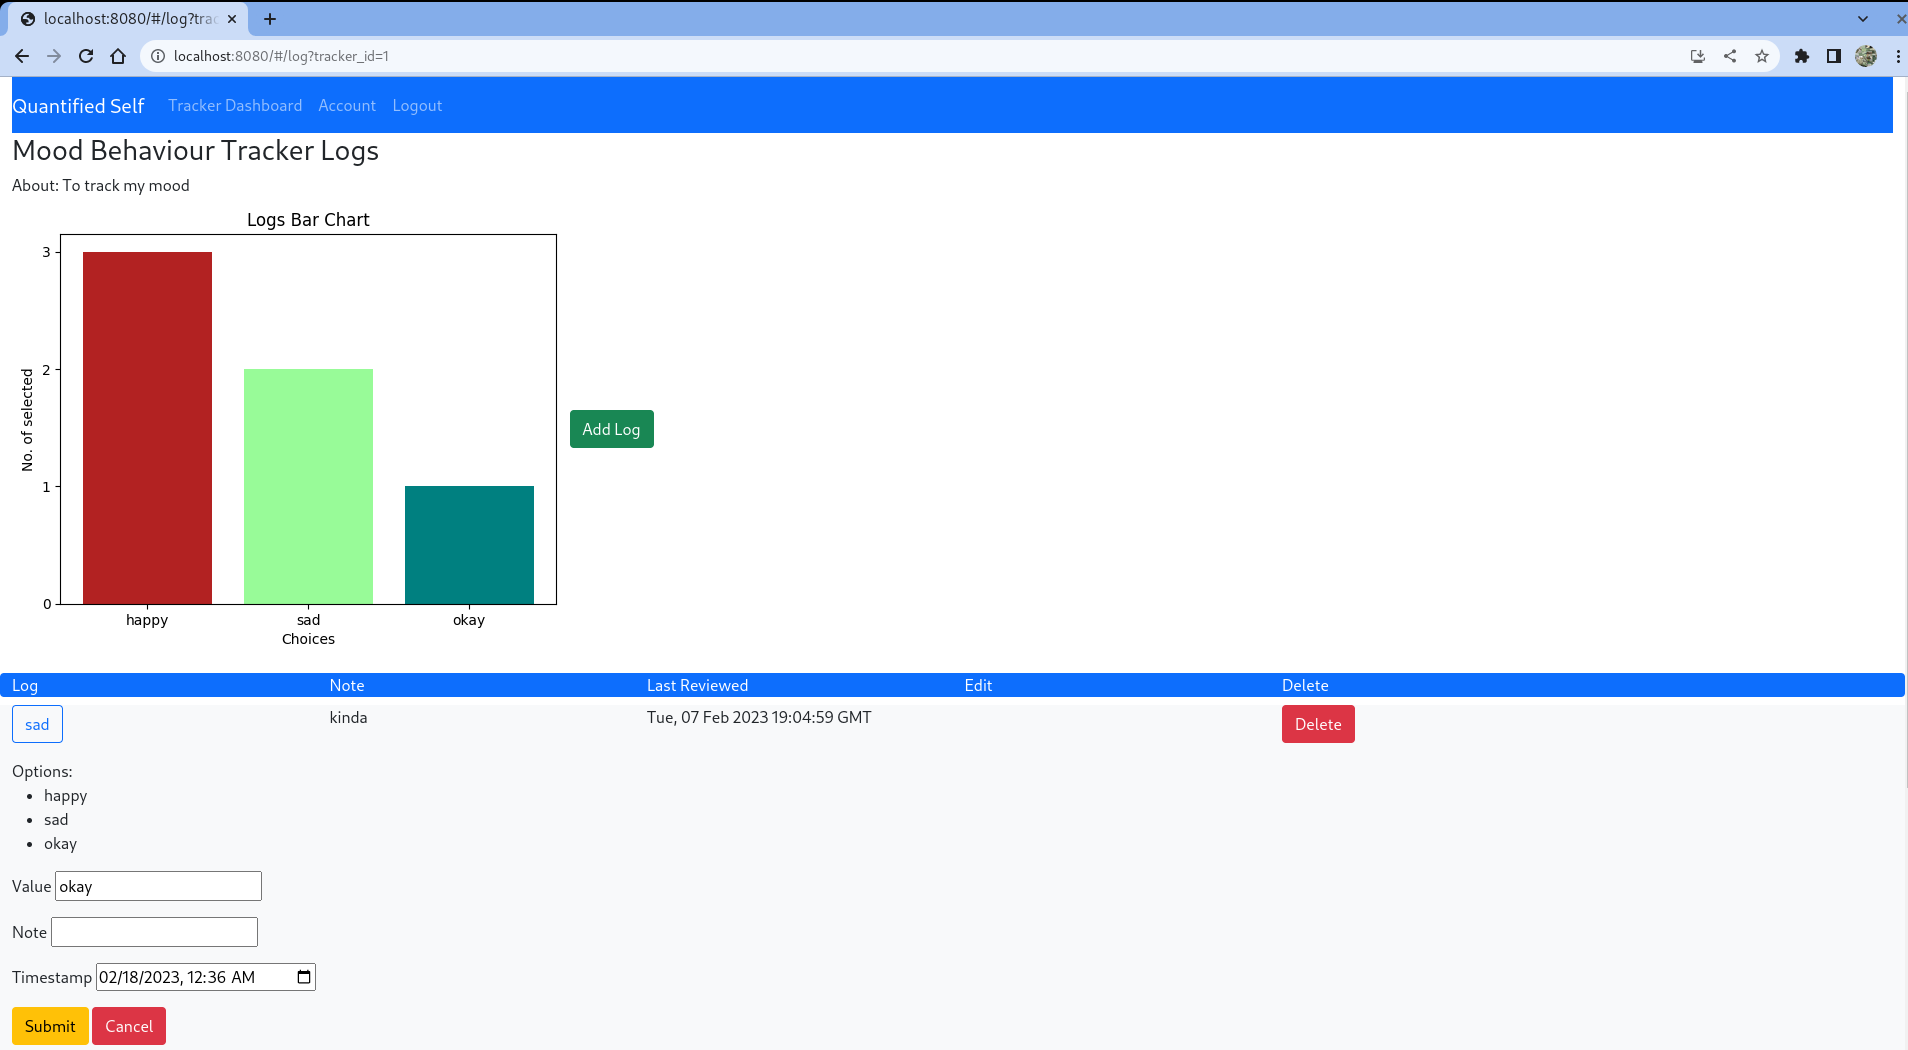 localhost:8080/#/log?trac
localhost:8080/#/log?tracker_id=1
Quantified Self Tracker Dashboard Account Logout
Mood Behaviour Tracker Logs
About: To track my mood
Logs Bar Chart
No. of selected
3
2
1
0
happy sad okay
Choices
Add Log
Log Note Last Reviewed Edit Delete
sad kinda Tue, 07 Feb 2023 19:04:59 GMT Delete
Options:
• happy
• sad
• okay
Value okay
Note
Timestamp 02/18/2023, 12:36 AM
Submit Cancel